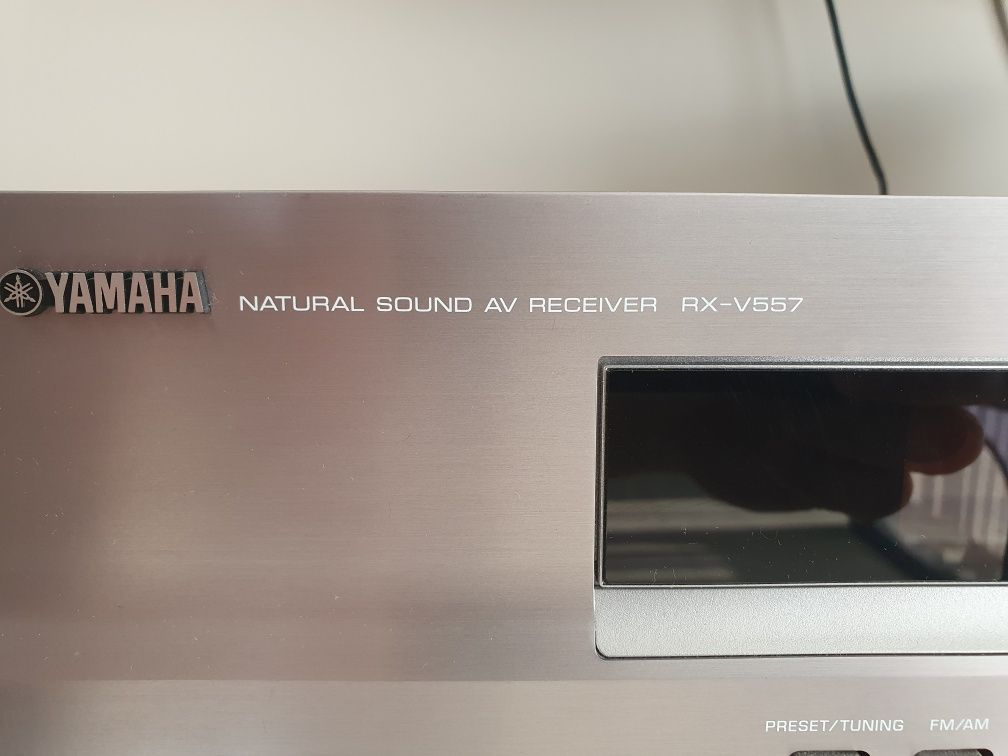 YAMAHA NATURAL SOUND AV RECEIVER RX-V557
PRESET/TUNING FM/AM